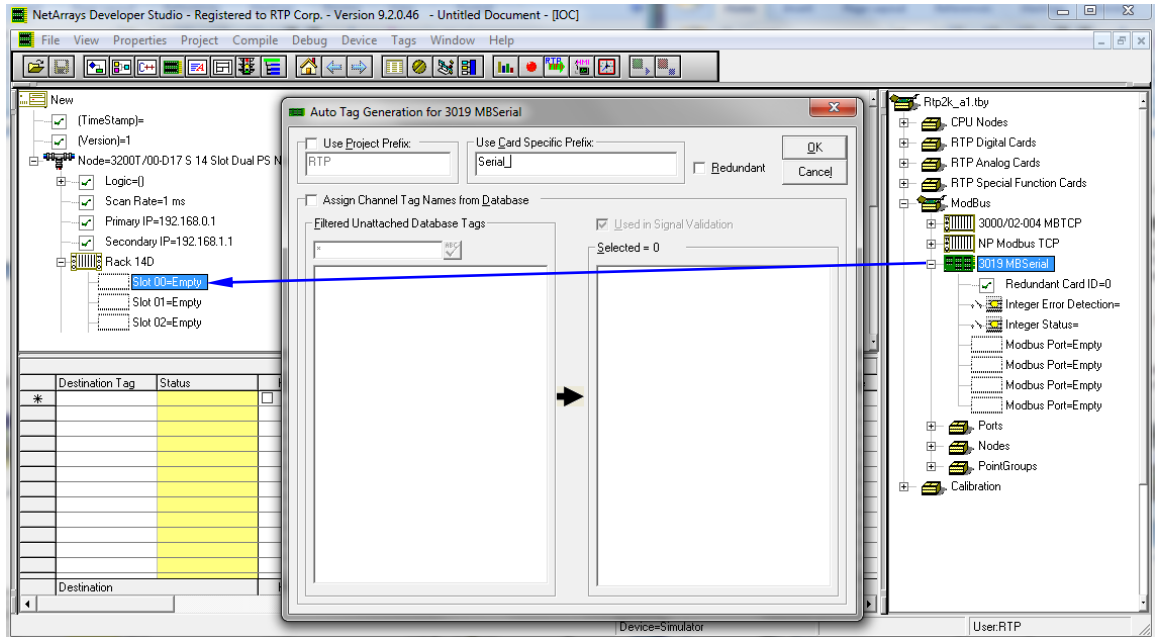 NetArrays Developer Studio - Registered to RTP Corp. - Version 9.2.0.46 - Untitled Document - [IOC]
File View Properties Project Compile Debug Device Tags Window Help
New
(TimeStamp)=
(Version)=1
Node=3200T/00-D17 S 14 Slot Dual PS N
Logic={}
Scan Rate=1 ms
Primary IP=192.168.0.1
Secondary IP=192.168.1.1
Rack 14D
Slot 00=Empty
Slot 01=Empty
Slot 02=Empty
Destination Tag Status
*
Destination
Auto Tag Generation for 3019 MBSerial
Use Project Prefix:
RTP
Use Card Specific Prefix:
Serial_
Redundant
OK
Cancel
Assign Channel Tag Names from Database
Filtered Unattached Database Tags
*
Used in Signal Validation
Selected = 0
Rtp2k_a1.tby
CPU Nodes
RTP Digital Cards
RTP Analog Cards
RTP Special Function Cards
ModBus
3000/02-004 MBTCP
NP Modbus TCP
3019 MBSerial
Redundant Card ID=0
Integer Error Detection=
Integer Status=
Modbus Port=Empty
Modbus Port=Empty
Modbus Port=Empty
Modbus Port=Empty
Ports
Nodes
PointGroups
Calibration
Device=Simulator
User:RTP